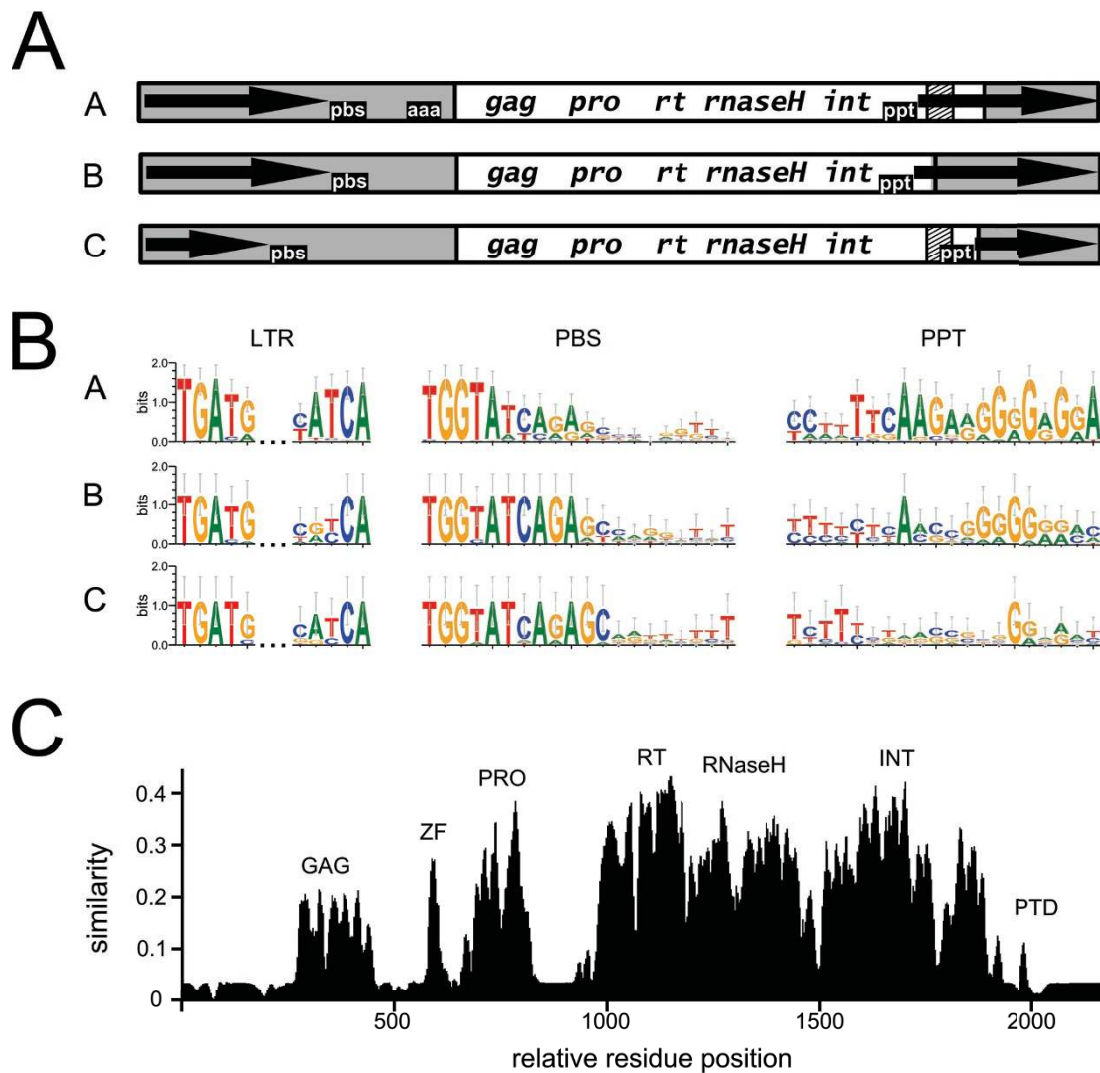 A
A pbs aaa gag pro rt rnaseH int ppt
B pbs gag pro rt rnaseH int ppt
C pbs gag pro rt rnaseH int ppt
B
LTR PBS PPT
A
2.0
bits
1.0
0.0
B
2.0
bits
1.0
0.0
C
2.0
bits
1.0
0.0
C
similarity
0.4
0.3
0.2
0.1
0
GAG
ZF
PRO
RT
RNaseH
INT
PTD
500 1000 1500 2000
relative residue position